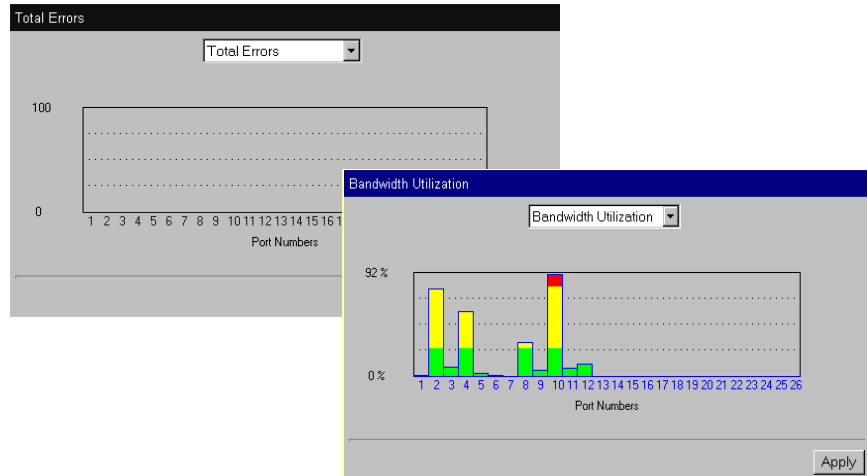 Total Errors
Total Errors
100
0
1 2 3 4 5 6 7 8 9 10 11 12 13 14 15 16 1
Port Numbers
Bandwidth Utilization
Bandwidth Utilization
92 %
0 %
1 2 3 4 5 6 7 8 9 10 11 12 13 14 15 16 17 18 19 20 21 22 23 24 25 26
Port Numbers
Apply